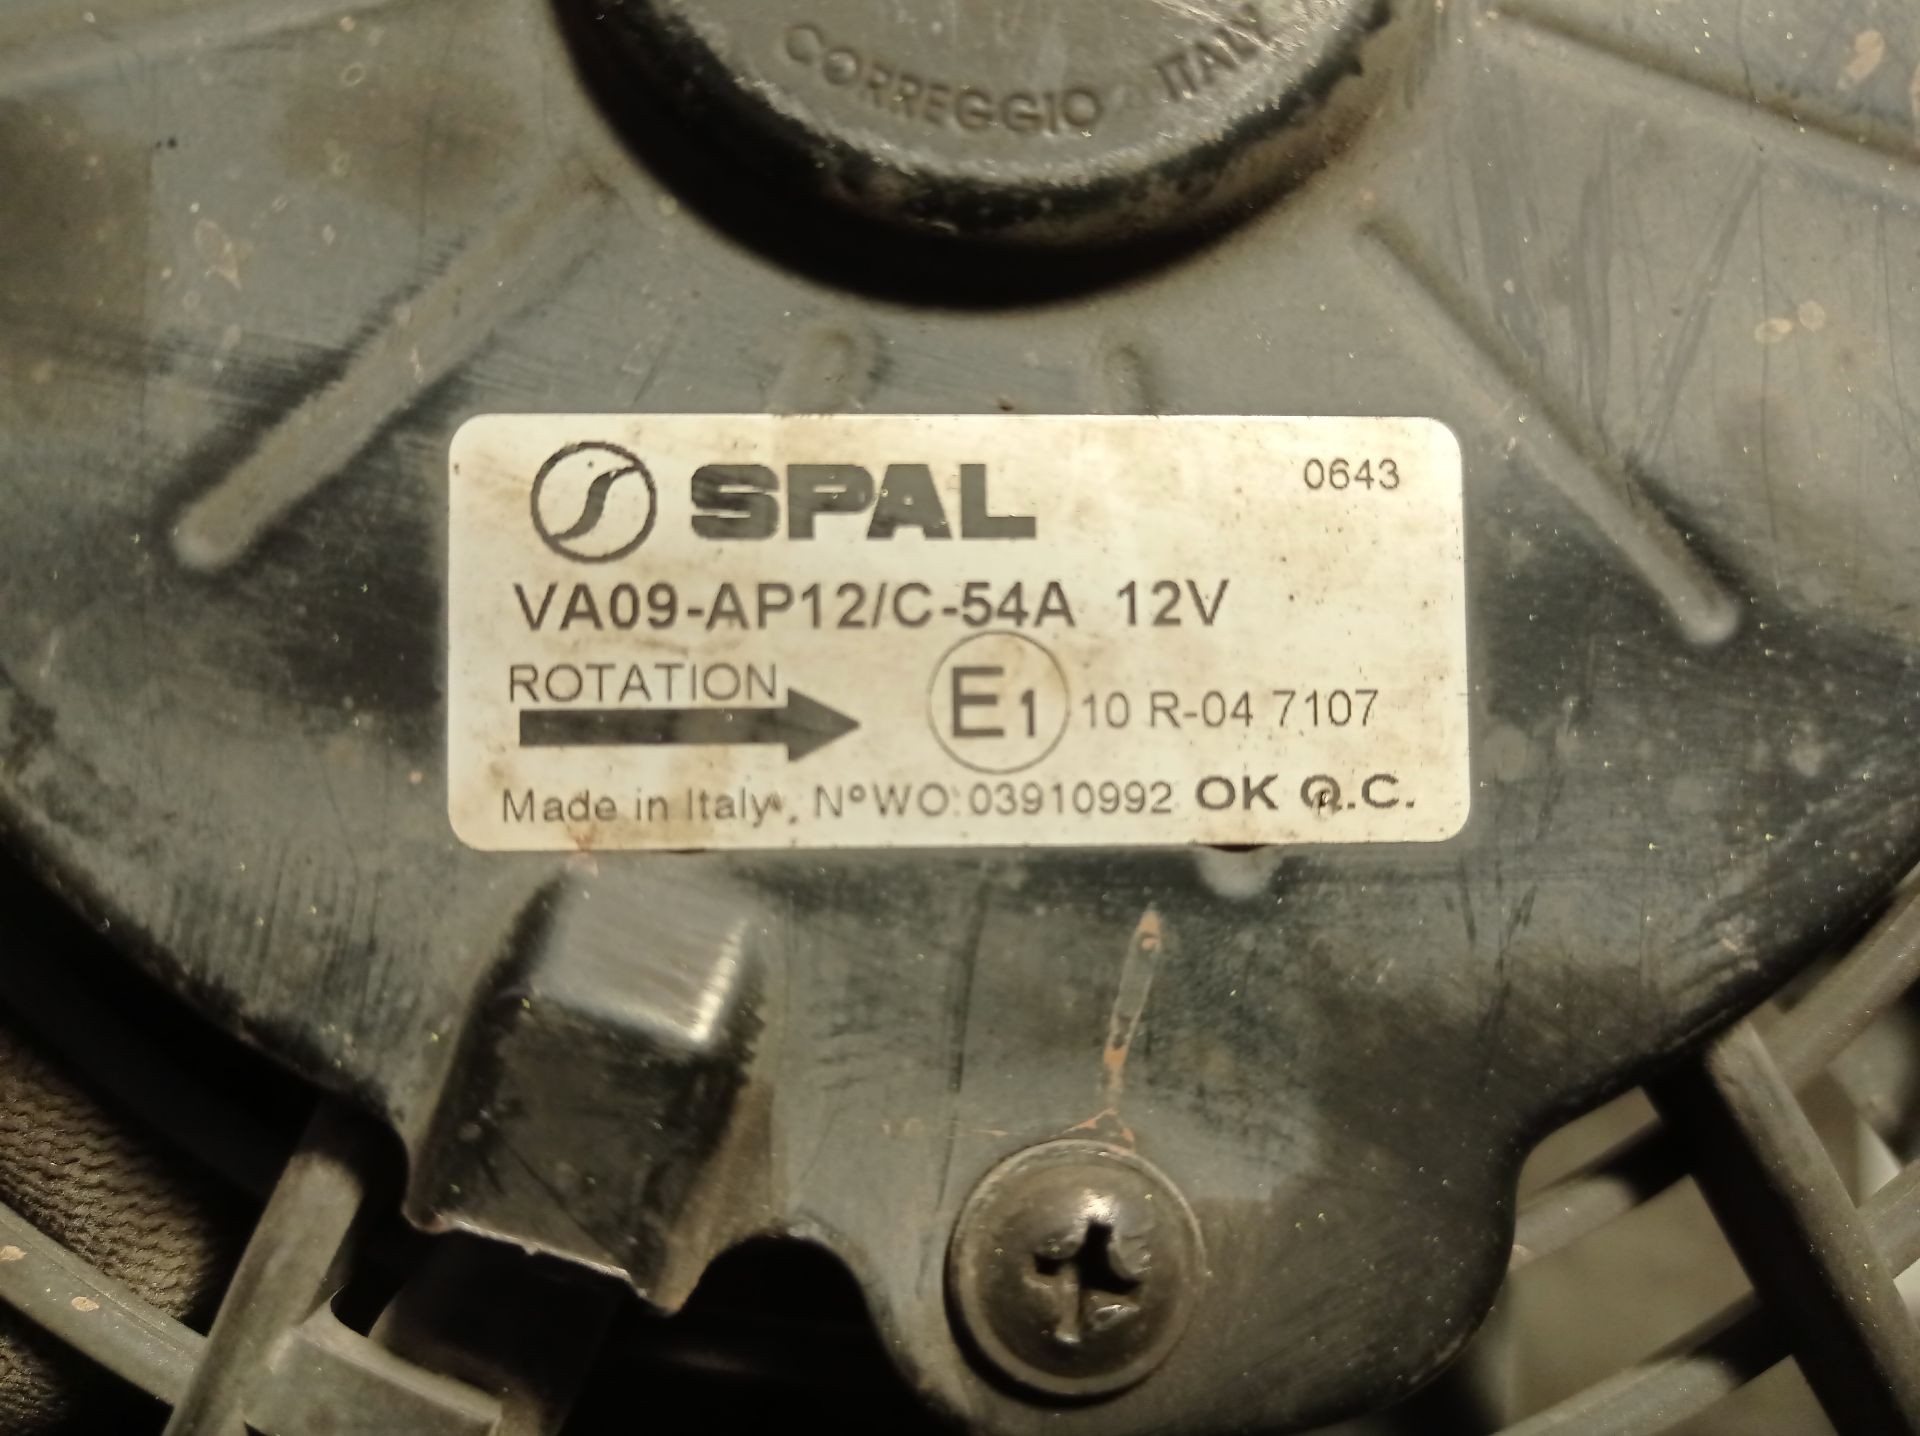 CORREGGIO ITALY
SPAL 0643
VA09-AP12/C-54A 12V
ROTATION
E1 10 R-04 7107
Made in Italy, N°WO:03910992 OK Q.C.